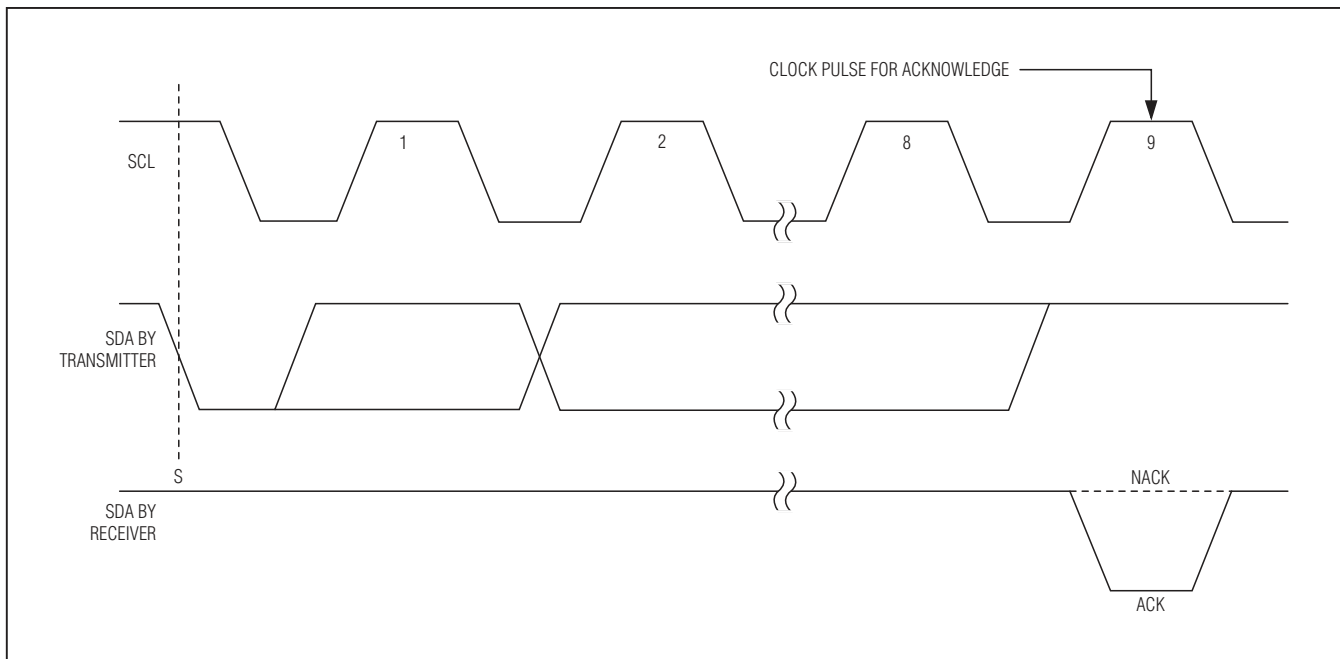 CLOCK PULSE FOR ACKNOWLEDGE
SCL
1
2
8
9
SDA BY
TRANSMITTER
S
SDA BY
RECEIVER
NACK
ACK